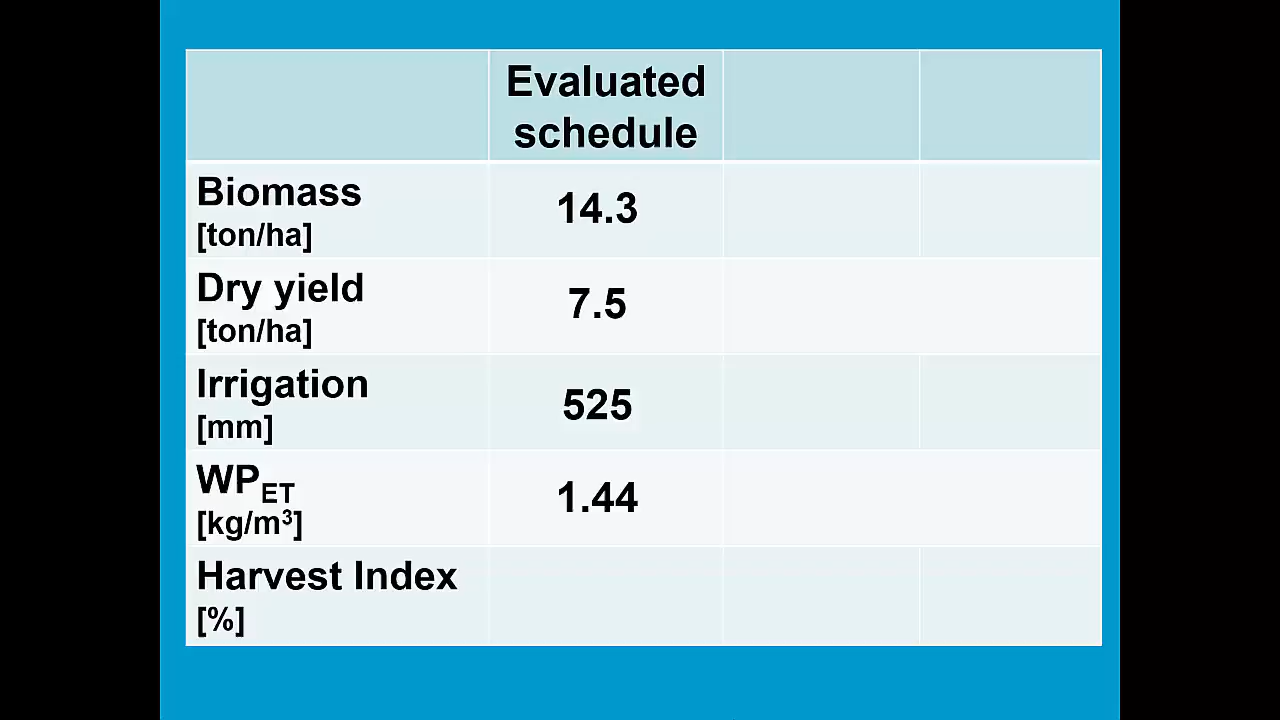 Evaluated
schedule
Biomass
[ton/ha]
14.3
Dry yield
[ton/ha]
7.5
Irrigation
[mm]
525
WP_ET
[kg/m³]
1.44
Harvest Index
[%]